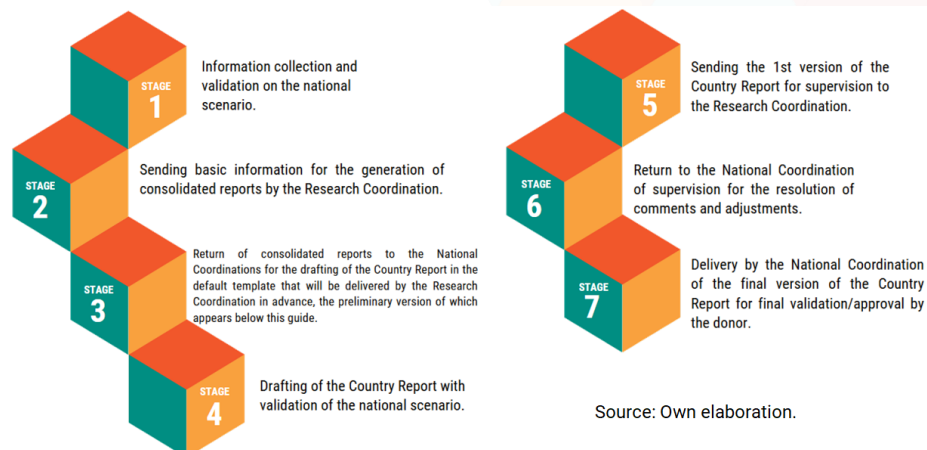 STAGE
1
Information collection and
validation on the national
scenario.
STAGE
2
Sending basic information for the generation of
consolidated reports by the Research Coordination.
STAGE
3
Return of consolidated reports to the National
Coordinations for the drafting of the Country Report in the
default template that will be delivered by the Research
Coordination in advance, the preliminary version of which
appears below this guide.
STAGE
4
Drafting of the Country Report with
validation of the national scenario.
STAGE
5
Sending the 1st version of the
Country Report for supervision to
the Research Coordination.
STAGE
6
Return to the National Coordination
of supervision for the resolution of
comments and adjustments.
STAGE
7
Delivery by the National Coordination
of the final version of the Country
Report for final validation/approval by
the donor.
Source: Own elaboration.